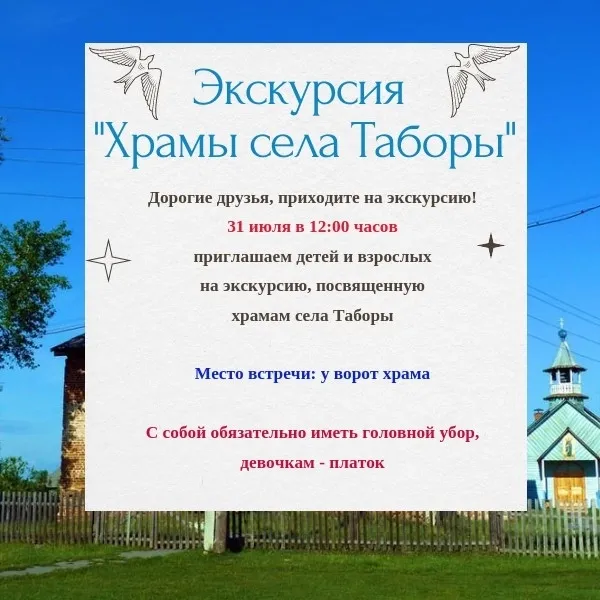 Экскурсия
"Храмы села Таборы"
Дорогие друзья, приходите на экскурсию!
31 июля в 12:00 часов
приглашаем детей и взрослых
на экскурсию, посвященную
храмам села Таборы
Место встречи: у ворот храма
С собой обязательно иметь головной убор,
девочкам - платок